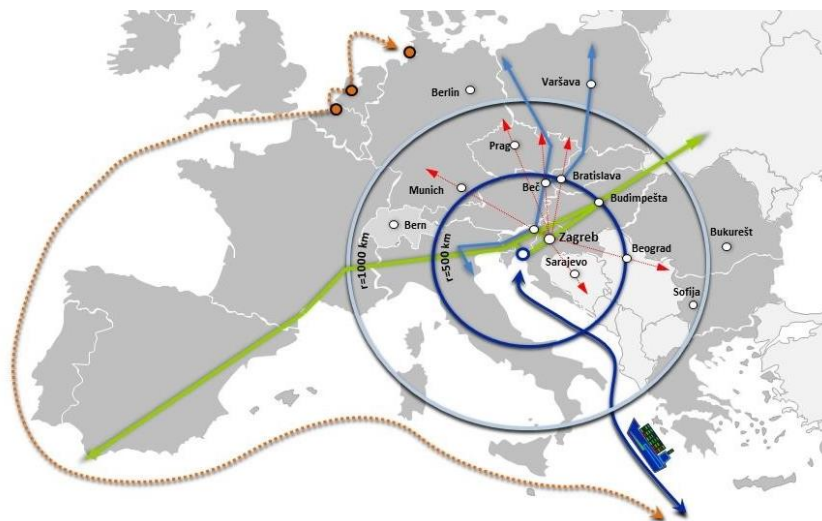 Varšava
Berlin
Prag
Bratislava
Beč
Munich
Budimpešta
Bern
Zagreb
Bukurešt
r=1000 km
r=500 km
Beograd
Sarajevo
Sofija